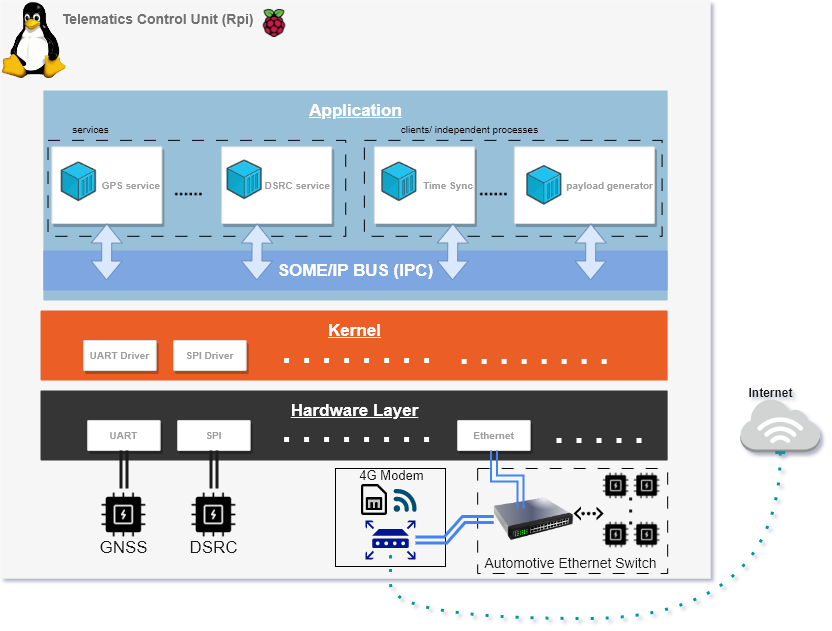 Telematics Control Unit (Rpi)
Application
services
clients/ independent processes
GPS service
......
DSRC service
Time Sync
......
payload generator
SOME/IP BUS (IPC)
Kernel
UART Driver
SPI Driver
Hardware Layer
UART
SPI
Ethernet
Internet
4G Modem
GNSS
DSRC
Automotive Ethernet Switch